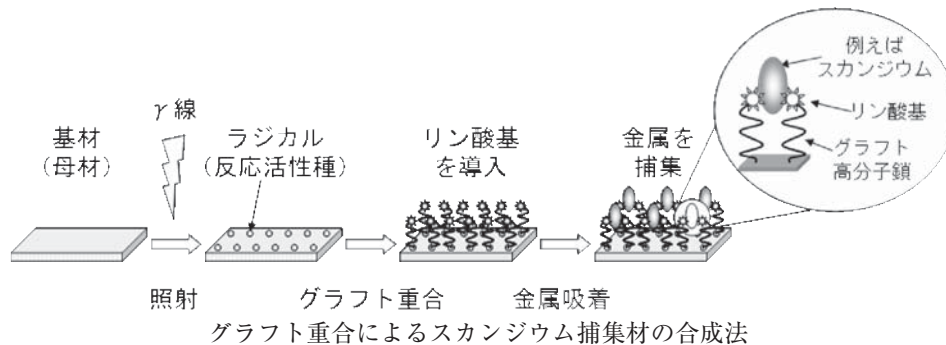 例えば
スカンジウム
リン酸基
グラフト
高分子鎖
γ線
基材
(母材)
ラジカル
(反応活性種)
リン酸基
を導入
金属を
捕集
照射
グラフト重合
金属吸着
グラフト重合によるスカンジウム捕集材の合成法